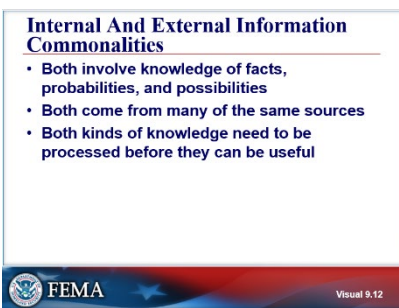 Internal And External Information
Commonalities
• Both involve knowledge of facts,
probabilities, and possibilities
• Both come from many of the same sources
• Both kinds of knowledge need to be
processed before they can be useful
FEMA
Visual 9.12